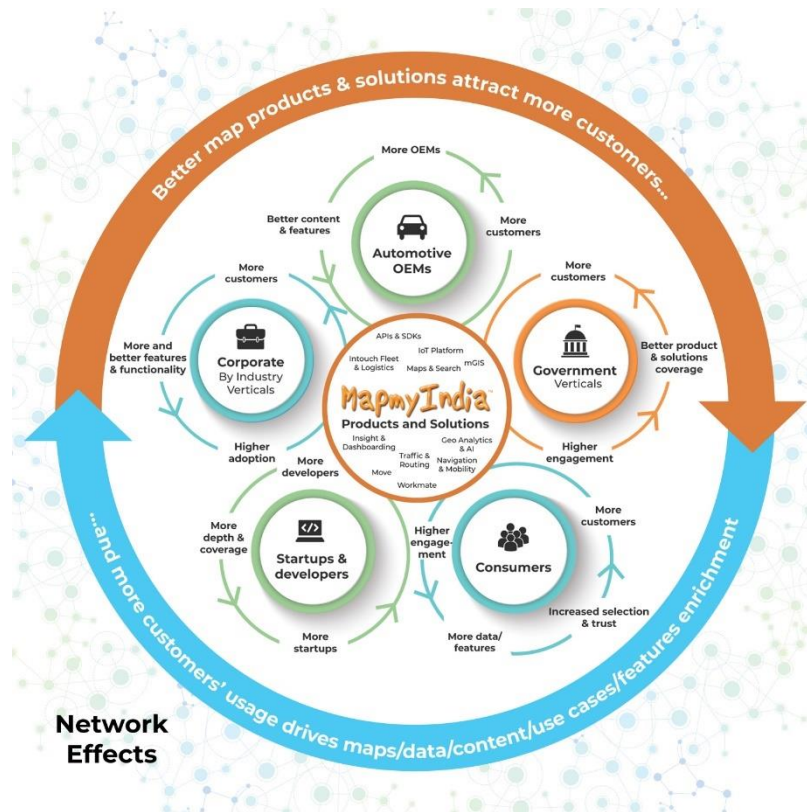 Better map products & solutions attract more customers...
More OEMs
Better content
& features
More
customers
Automotive
OEMs
More
customers
More and
better features
& functionality
Corporate
By Industry
Verticals
Higher
adoption
More
customers
Government
Verticals
Better product
& solutions
coverage
Higher
engagement
APIs & SDKs
IoT Platform
Intouch Fleet
& Logistics
Maps & Search
mGIS
MapmyIndia
Products and Solutions
Insight &
Dashboarding
Geo Analytics
& AI
Traffic &
Routing
Navigation
& Mobility
Move
Workmate
More
developers
More
depth &
coverage
Startups &
developers
More
startups
Higher
engage-
ment
More
customers
Consumers
More data/
features
Increased selection
& trust
...and more customers' usage drives maps/data/content/use cases/features enrichment
Network
Effects